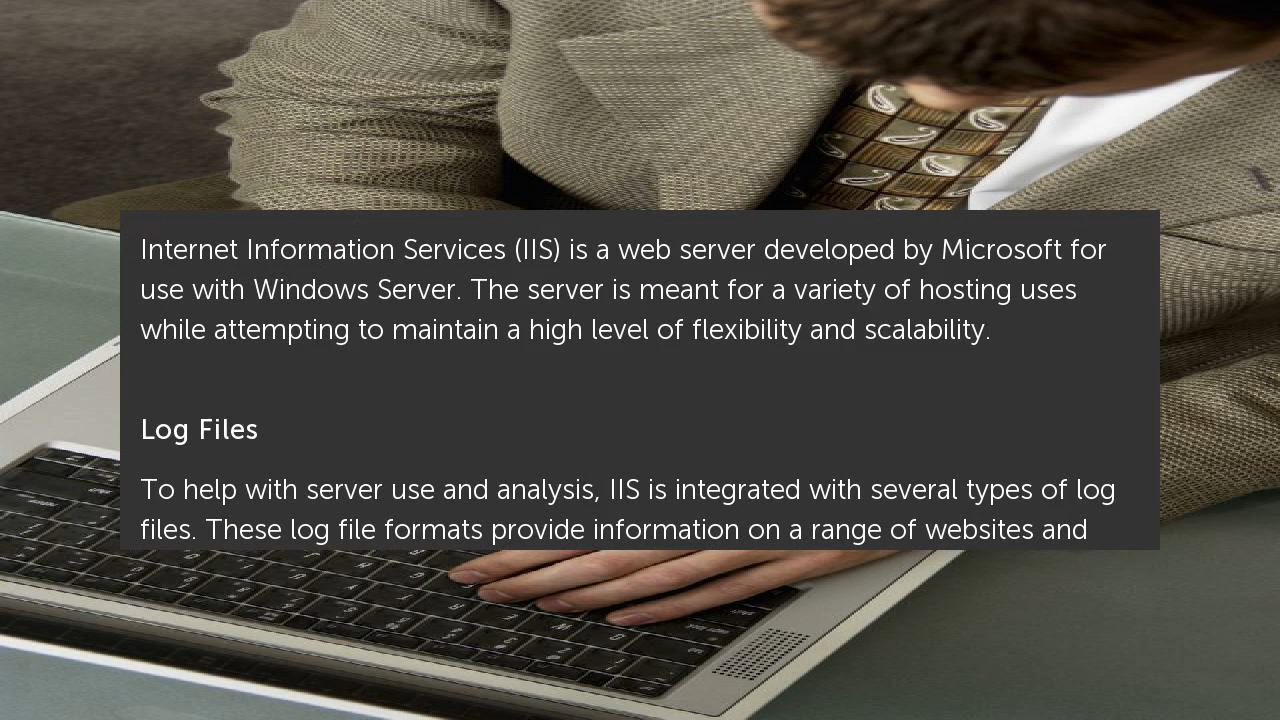 Internet Information Services (IIS) is a web server developed by Microsoft for
use with Windows Server. The server is meant for a variety of hosting uses
while attempting to maintain a high level of flexibility and scalability.
Log Files
To help with server use and analysis, IIS is integrated with several types of log
files. These log file formats provide information on a range of websites and